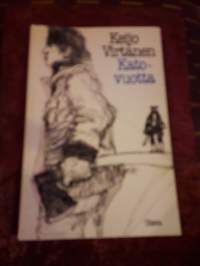 Keijo
Virtanen
Kato-
vuotta